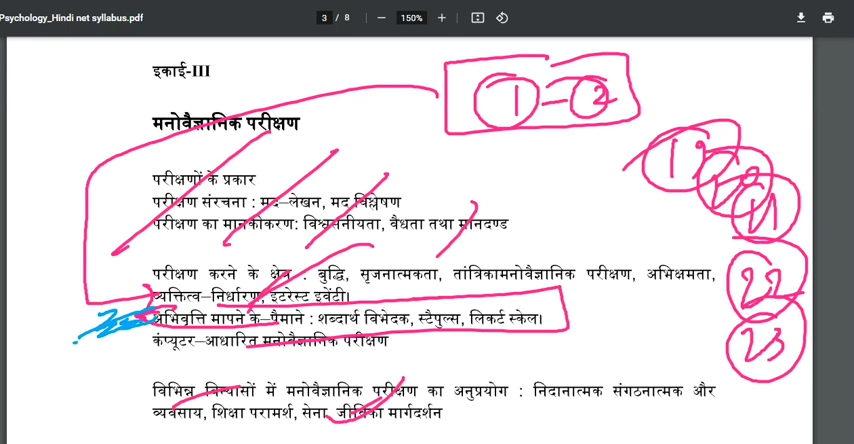 Psychology_Hindi net syllabus.pdf
3 / 8
150%
इकाई-III
1 - 2
मनोवैज्ञानिक परीक्षण
परीक्षणों के प्रकार
परीक्षण संरचना : मद–लेखन, मद विश्लेषण
परीक्षण का मानकीकरण: विश्वसनीयता, वैधता तथा मानदण्ड
परीक्षण करने के क्षेत्र : बुद्धि, सृजनात्मकता, तांत्रिकामनोवैज्ञानिक परीक्षण, अभिक्षमता,
व्यक्तित्व–निर्धारण, इटरेस्ट इवेंटी।
22
अभिवृत्ति मापने के–पैमाने : शब्दार्थ विभेदक, स्टैपुल्स, लिकर्ट स्केल।
23
कंप्यूटर–आधारित मनोवैज्ञानिक परीक्षण
विभिन्न विन्यासों में मनोवैज्ञानिक परीक्षण का अनुप्रयोग : निदानात्मक संगठनात्मक और
व्यवसाय, शिक्षा परामर्श, सेना, जीविका मार्गदर्शन